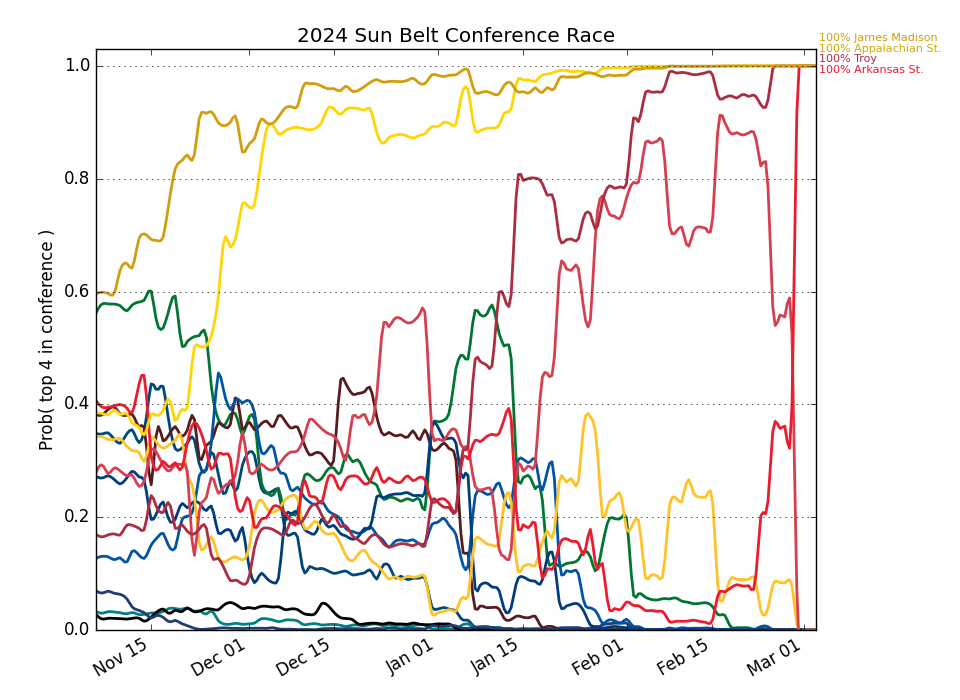 2024 Sun Belt Conference Race
100% James Madison
100% Appalachian St.
100% Troy
100% Arkansas St.
1.0
0.8
0.6
0.4
0.2
0.0
Prob( top 4 in conference )
Nov 15
Dec 01
Dec 15
Jan 01
Jan 15
Feb 01
Feb 15
Mar 01